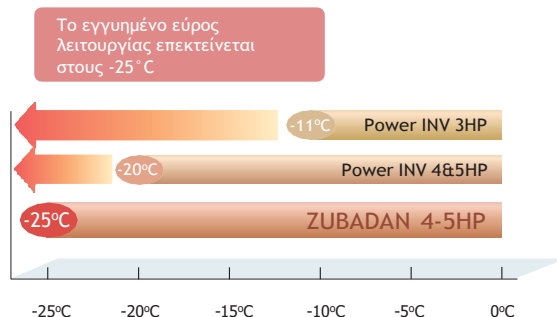 Το εγγυημένο εύρος
λειτουργίας επεκτείνεται
στους -25°C
-11ºC Power INV 3HP
-20ºC Power INV 4&5HP
-25ºC ZUBADAN 4-5HP
-25ºC -20ºC -15ºC -10ºC -5ºC 0ºC